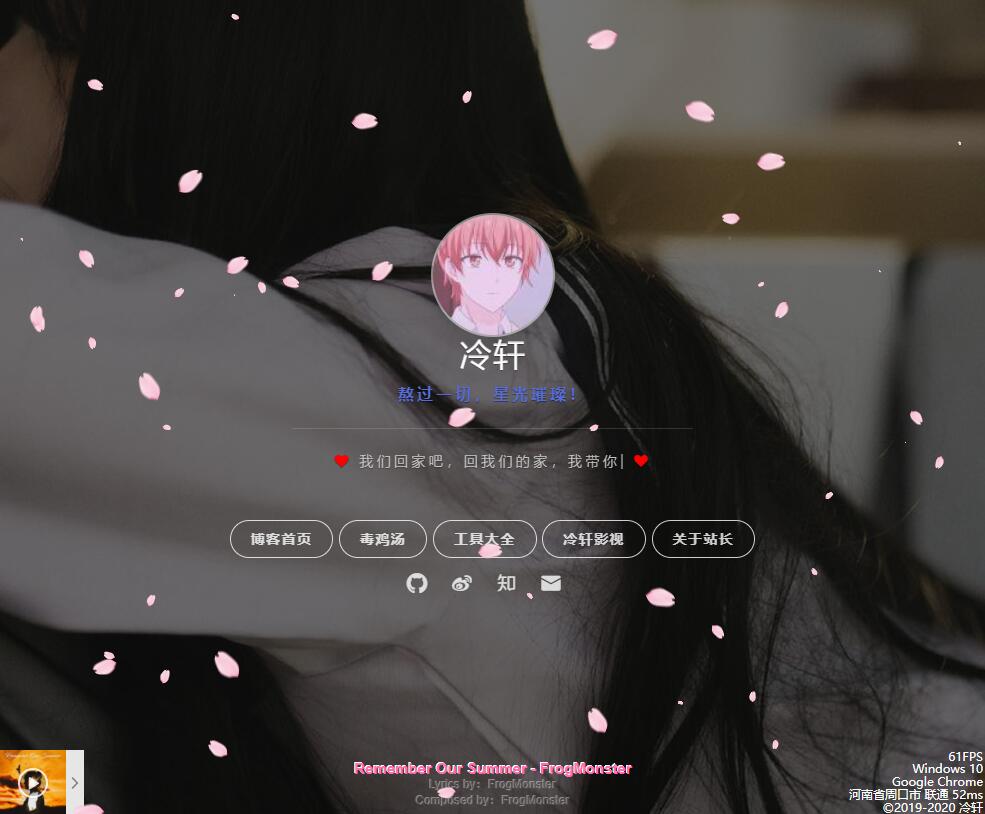 冷轩
熬过一切，星光璀璨！
我们回家吧，回我们的家，我带你|
博客首页 毒鸡汤 工具大全 冷轩影视 关于站长
知
Remember Our Summer - FrogMonster
Lyrics by：FrogMonster
Composed by：FrogMonster
61FPS
Windows 10
Google Chrome
河南省周口市 联通 52ms
©2019-2020 冷轩